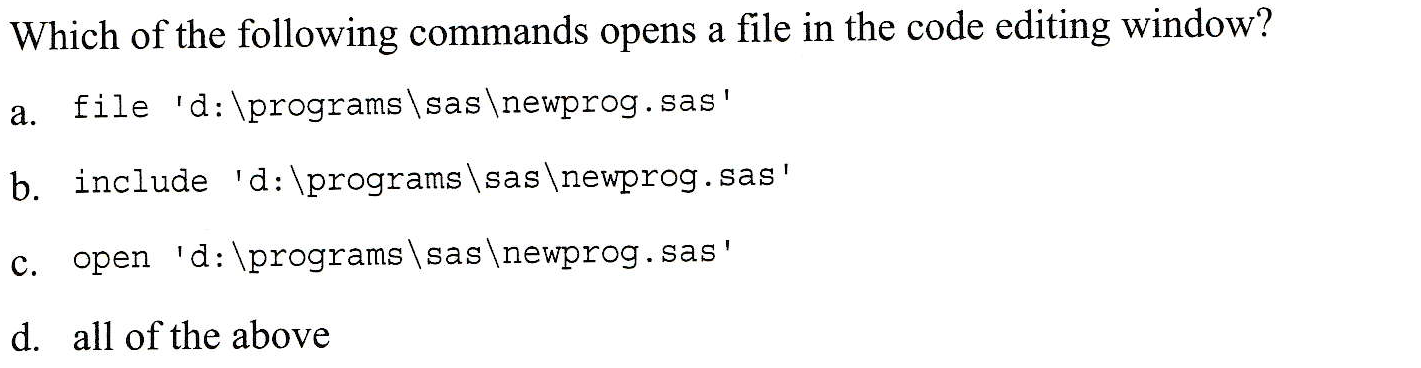 Which of the following commands opens a file in the code editing window?
a. file 'd:\programs\sas\newprog.sas'
b. include 'd:\programs\sas\newprog.sas'
c. open 'd:\programs\sas\newprog.sas'
d. all of the above